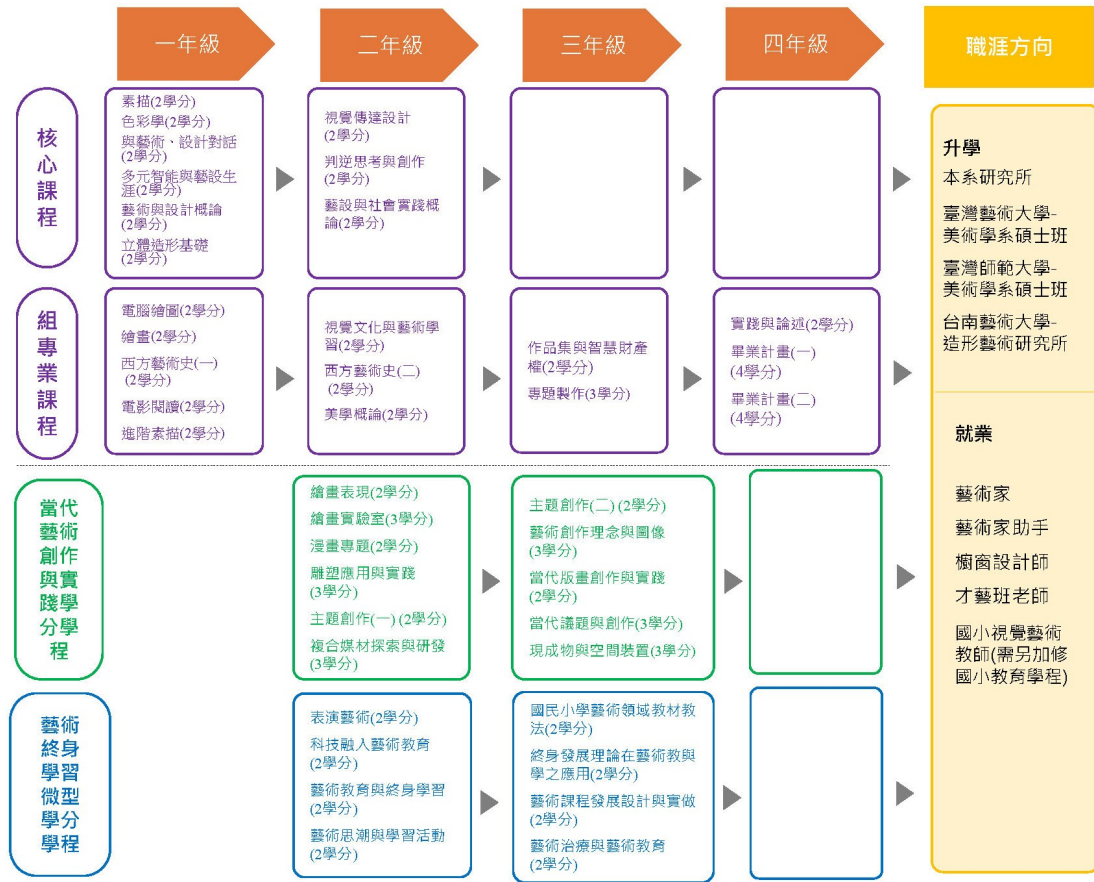 一年級
二年級
三年級
四年級
職涯方向
核
心
課
程
素描(2學分)
色彩學(2學分)
與藝術、設計對話
(2學分)
多元智能與藝設生
涯(2學分)
藝術與設計概論
(2學分)
立體造形基礎
(2學分)
視覺傳達設計
(2學分)
判逆思考與創作
(2學分)
藝設與社會實踐概
論(2學分)
組
專
業
課
程
電腦繪圖(2學分)
繪畫(2學分)
西方藝術史(一)
(2學分)
電影閱讀(2學分)
進階素描(2學分)
視覺文化與藝術學
習(2學分)
西方藝術史(二)
(2學分)
美學概論(2學分)
作品集與智慧財產
權(2學分)
專題製作(3學分)
實踐與論述(2學分)
畢業計畫(一)
(4學分)
畢業計畫(二)
(4學分)
當代
藝術
創作
與實
踐學
分學
程
繪畫表現(2學分)
繪畫實驗室(3學分)
漫畫專題(2學分)
雕塑應用與實踐
(3學分)
主題創作(一) (2學分)
複合媒材探索與研發
(3學分)
主題創作(二) (2學分)
藝術創作理念與圖像
(3學分)
當代版畫創作與實踐
(2學分)
當代議題與創作(3學分)
現成物與空間裝置(3學分)
藝術
終身
學習
微型
學分
學程
表演藝術(2學分)
科技融入藝術教育
(2學分)
藝術教育與終身學習
(2學分)
藝術思潮與學習活動
(2學分)
國民小學藝術領域教材教
法(2學分)
終身發展理論在藝術教與
學之應用(2學分)
藝術課程發展設計與實做
(2學分)
藝術治療與藝術教育
(2學分)
升學
本系研究所
臺灣藝術大學-
美術學系碩士班
臺灣師範大學-
美術學系碩士班
台南藝術大學-
造形藝術研究所
就業
藝術家
藝術家助手
櫥窗設計師
才藝班老師
國小視覺藝術
教師(需另加修
國小教育學程)